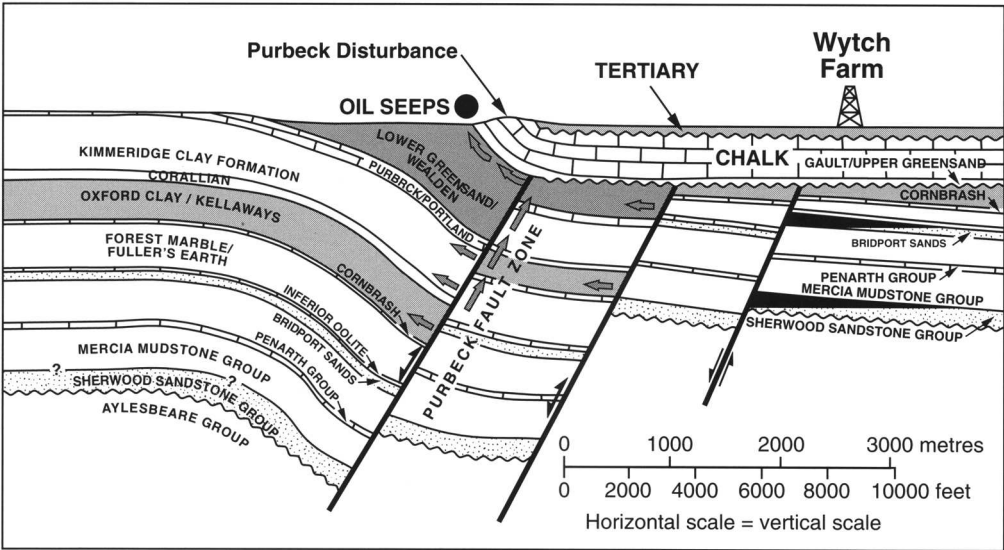 Purbeck Disturbance
TERTIARY
Wytch
Farm
OIL SEEPS
LOWER GREENSAND/
WEALDEN
CHALK
GAULT/UPPER GREENSAND
KIMMERIDGE CLAY FORMATION
PURBRCK/PORTLAND
CORALLIAN
CORNBRASH
OXFORD CLAY / KELLAWAYS
FOREST MARBLE/
FULLER'S EARTH
BRIDPORT SANDS
CORNBRASH
PENARTH GROUP
MERCIA MUDSTONE GROUP
INFERIOR OOLITE
BRIDPORT SANDS
PENARTH GROUP
PURBECK FAULT ZONE
SHERWOOD SANDSTONE GROUP
MERCIA MUDSTONE GROUP
? ?
SHERWOOD SANDSTONE GROUP
AYLESBEARE GROUP
0 1000 2000 3000 metres
0 2000 4000 6000 8000 10000 feet
Horizontal scale = vertical scale